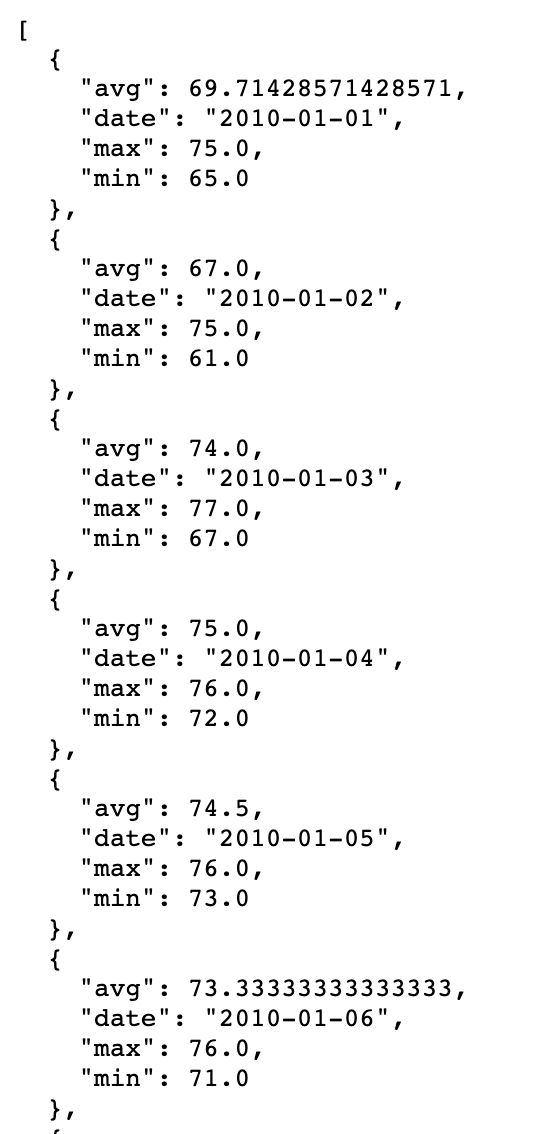 [
  {
    "avg": 69.71428571428571,
    "date": "2010-01-01",
    "max": 75.0,
    "min": 65.0
  },
  {
    "avg": 67.0,
    "date": "2010-01-02",
    "max": 75.0,
    "min": 61.0
  },
  {
    "avg": 74.0,
    "date": "2010-01-03",
    "max": 77.0,
    "min": 67.0
  },
  {
    "avg": 75.0,
    "date": "2010-01-04",
    "max": 76.0,
    "min": 72.0
  },
  {
    "avg": 74.5,
    "date": "2010-01-05",
    "max": 76.0,
    "min": 73.0
  },
  {
    "avg": 73.33333333333333,
    "date": "2010-01-06",
    "max": 76.0,
    "min": 71.0
  },